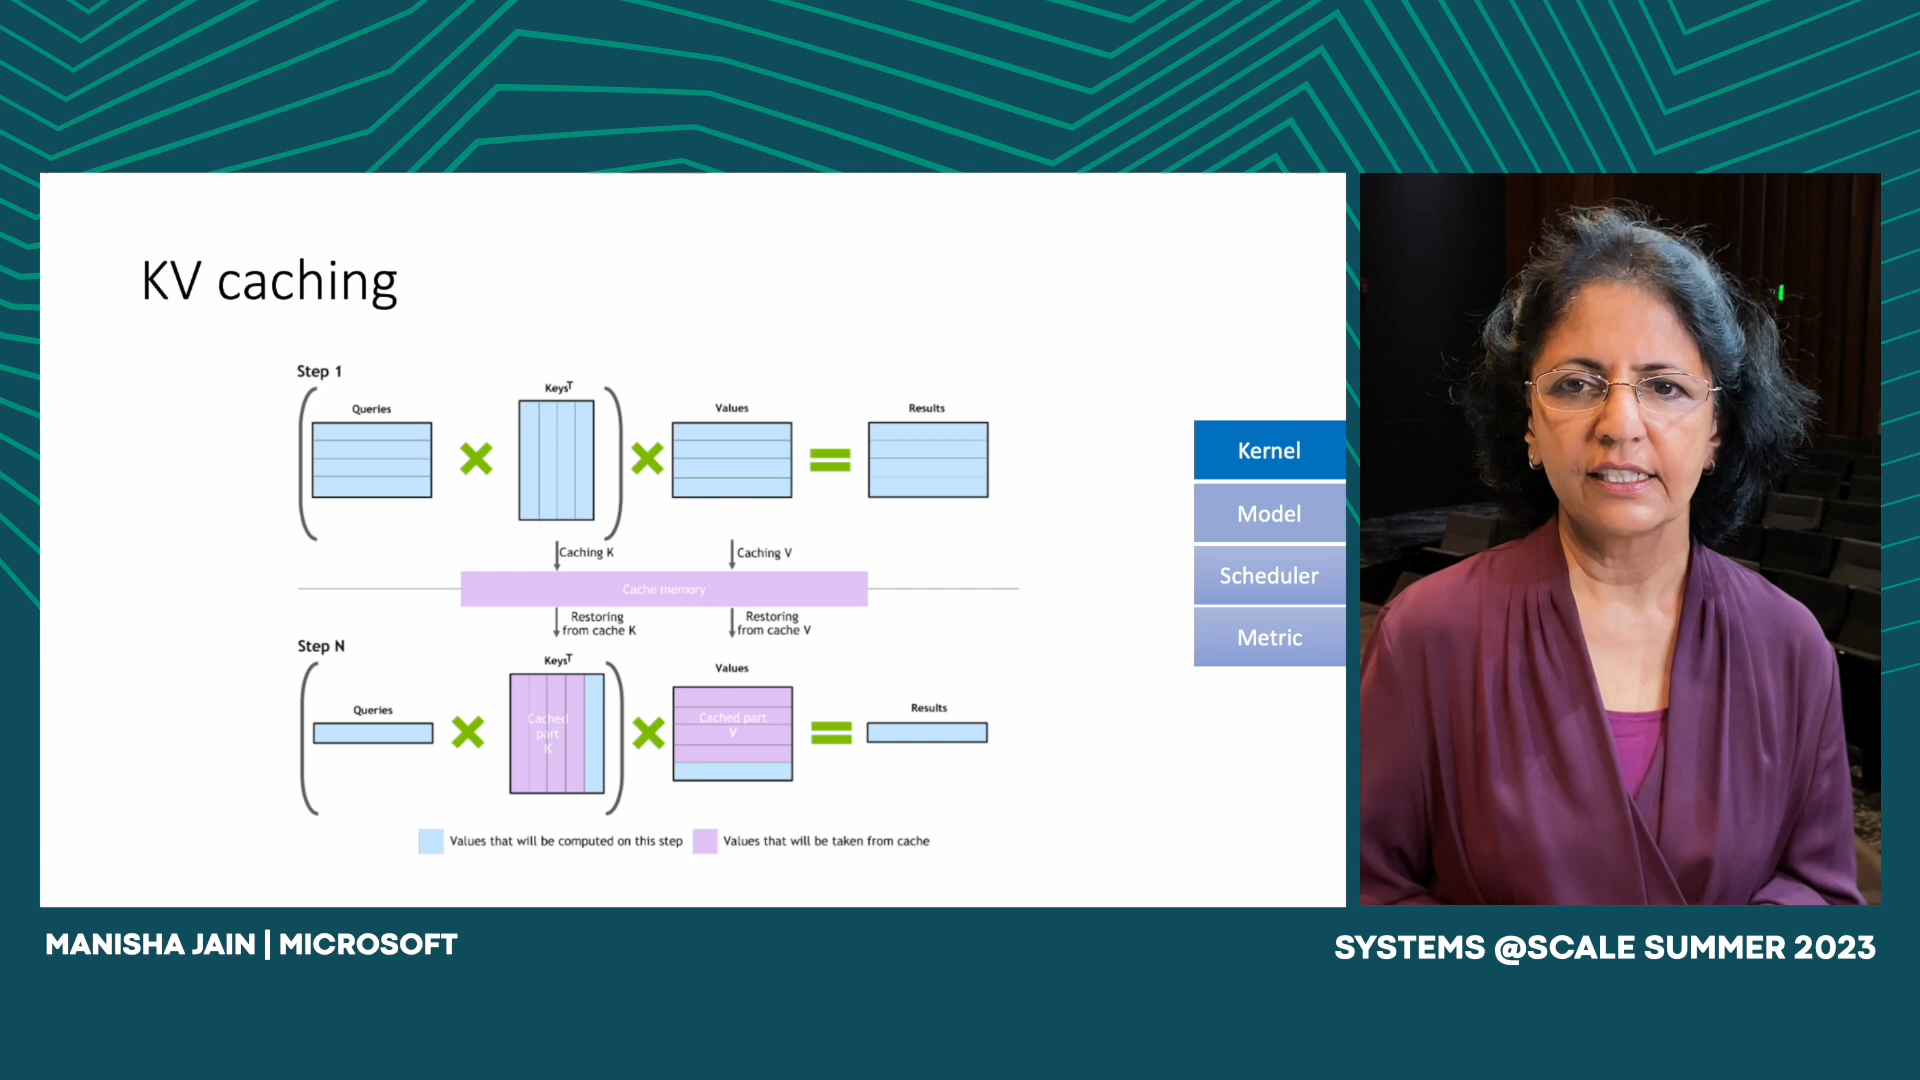 KV caching
Step 1
Queries
Keys^T
Values
Results
Caching K
Caching V
Cache memory
Restoring
from cache K
Restoring
from cache V
Step N
Queries
Keys^T
Values
Results
Cached
part
K
Cached part
V
Values that will be computed on this step
Values that will be taken from cache
Kernel
Model
Scheduler
Metric
MANISHA JAIN | MICROSOFT
SYSTEMS @SCALE SUMMER 2023